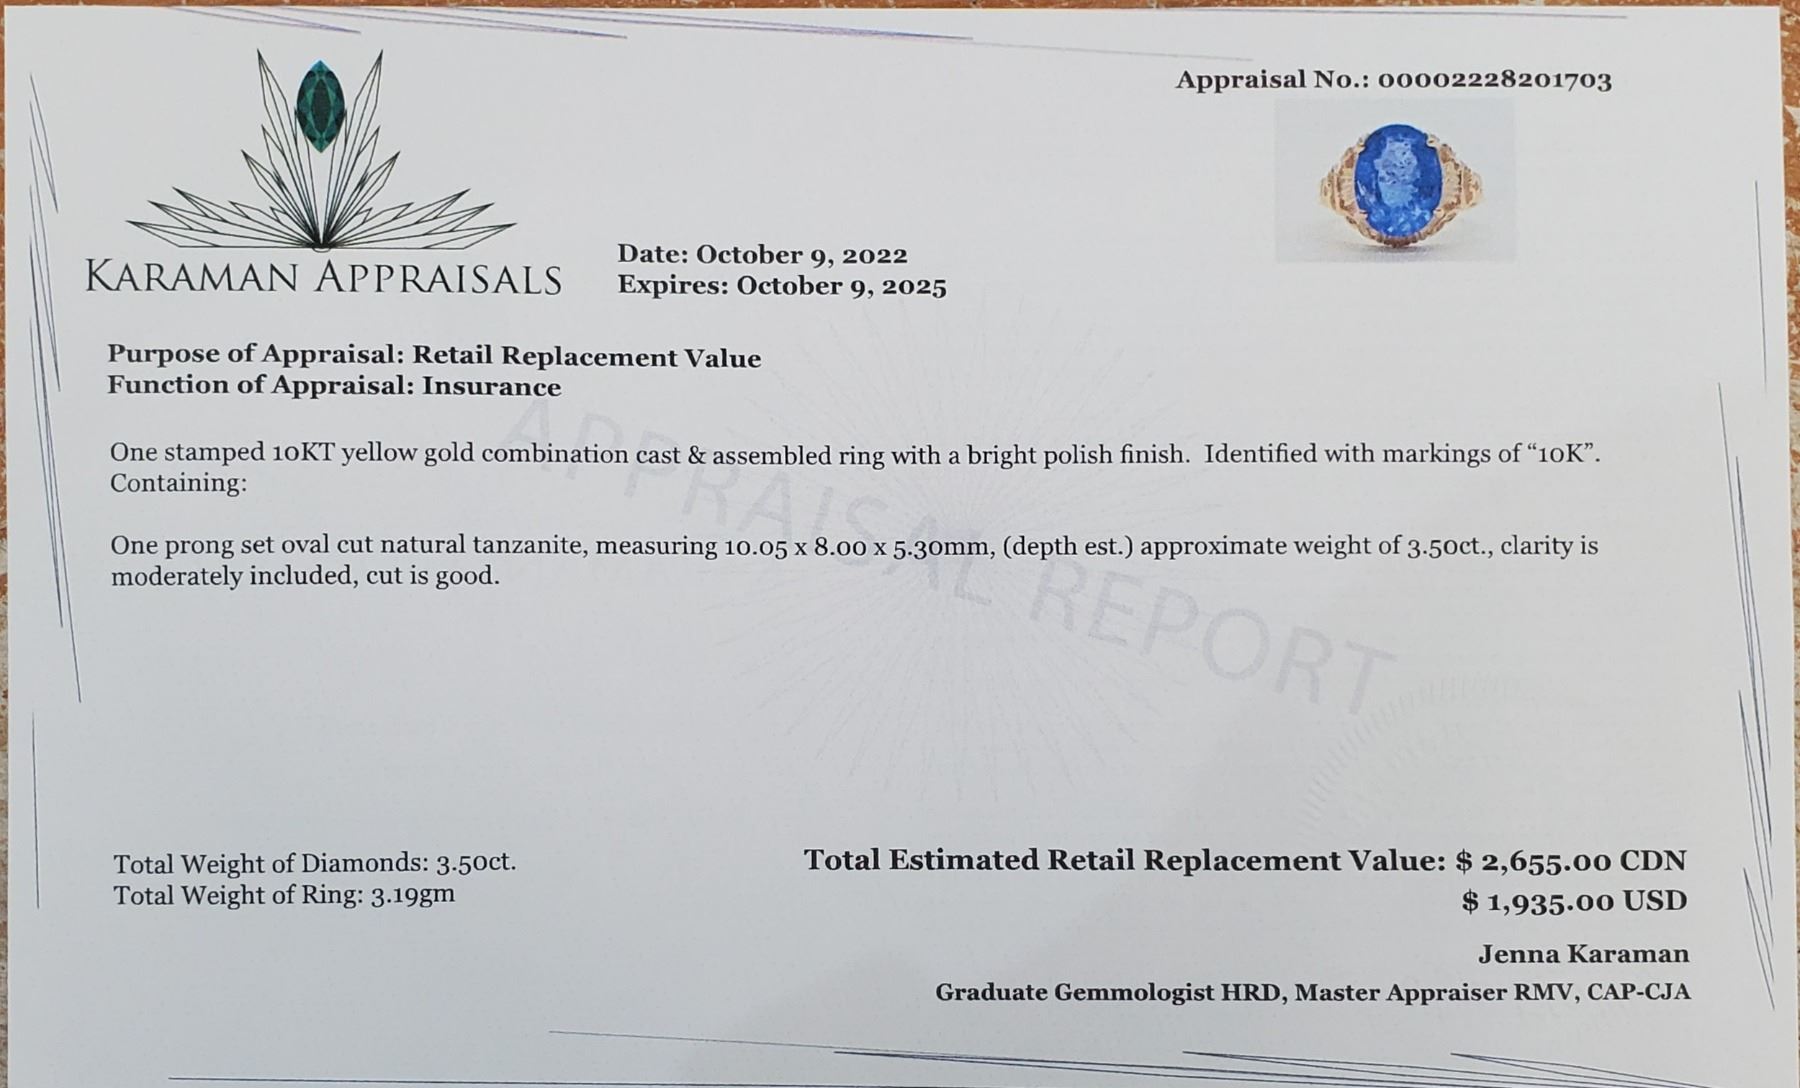 Appraisal No.: 00002228201703
KARAMAN APPRAISALS
Date: October 9, 2022
Expires: October 9, 2025
Purpose of Appraisal: Retail Replacement Value
Function of Appraisal: Insurance
One stamped 10KT yellow gold combination cast & assembled ring with a bright polish finish. Identified with markings of “10K”.
Containing:
One prong set oval cut natural tanzanite, measuring 10.05 x 8.00 x 5.30mm, (depth est.) approximate weight of 3.50ct., clarity is
moderately included, cut is good.
APPRAISAL REPORT
Total Weight of Diamonds: 3.50ct.
Total Weight of Ring: 3.19gm
Total Estimated Retail Replacement Value: $ 2,655.00 CDN
$ 1,935.00 USD
Jenna Karaman
Graduate Gemmologist HRD, Master Appraiser RMV, CAP-CJA